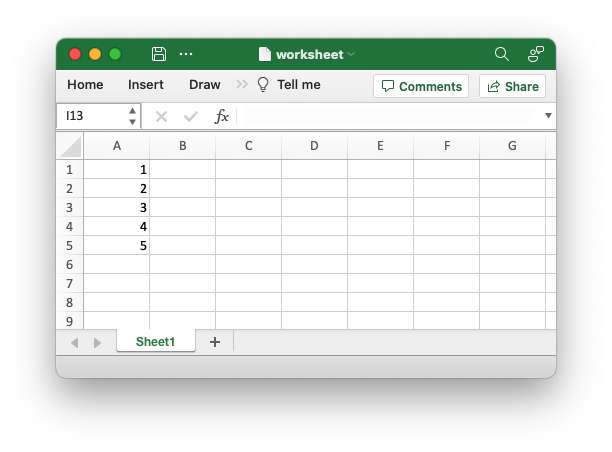 worksheet
Home Insert Draw Tell me Comments Share
I13 fx
A B C D E F G
1 1
2 2
3 3
4 4
5 5
6
7
8
9
Sheet1 +